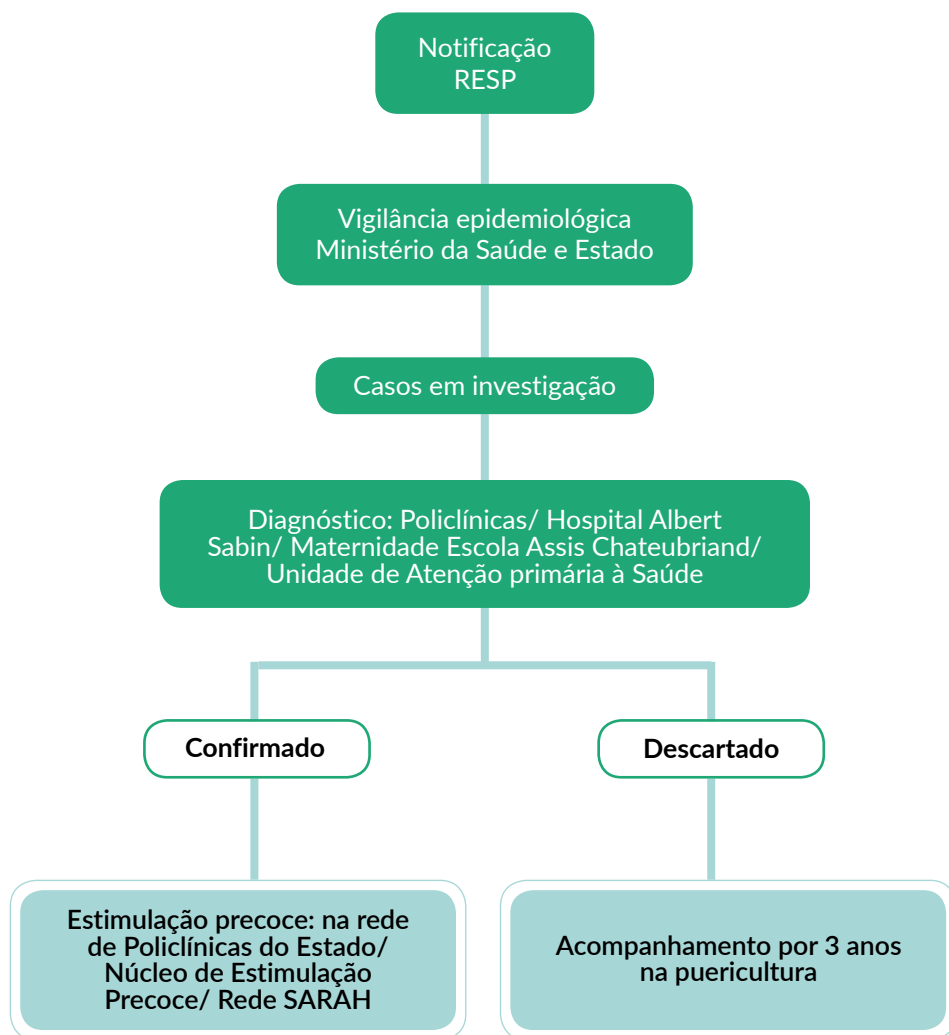 Notificação
RESP
Vigilância epidemiológica
Ministério da Saúde e Estado
Casos em investigação
Diagnóstico: Policlínicas/ Hospital Albert
Sabin/ Maternidade Escola Assis Chateubriand/
Unidade de Atenção primária à Saúde
Confirmado
Descartado
Estimulação precoce: na rede
de Policlínicas do Estado/
Núcleo de Estimulação
Precoce/ Rede SARAH
Acompanhamento por 3 anos
na puericultura